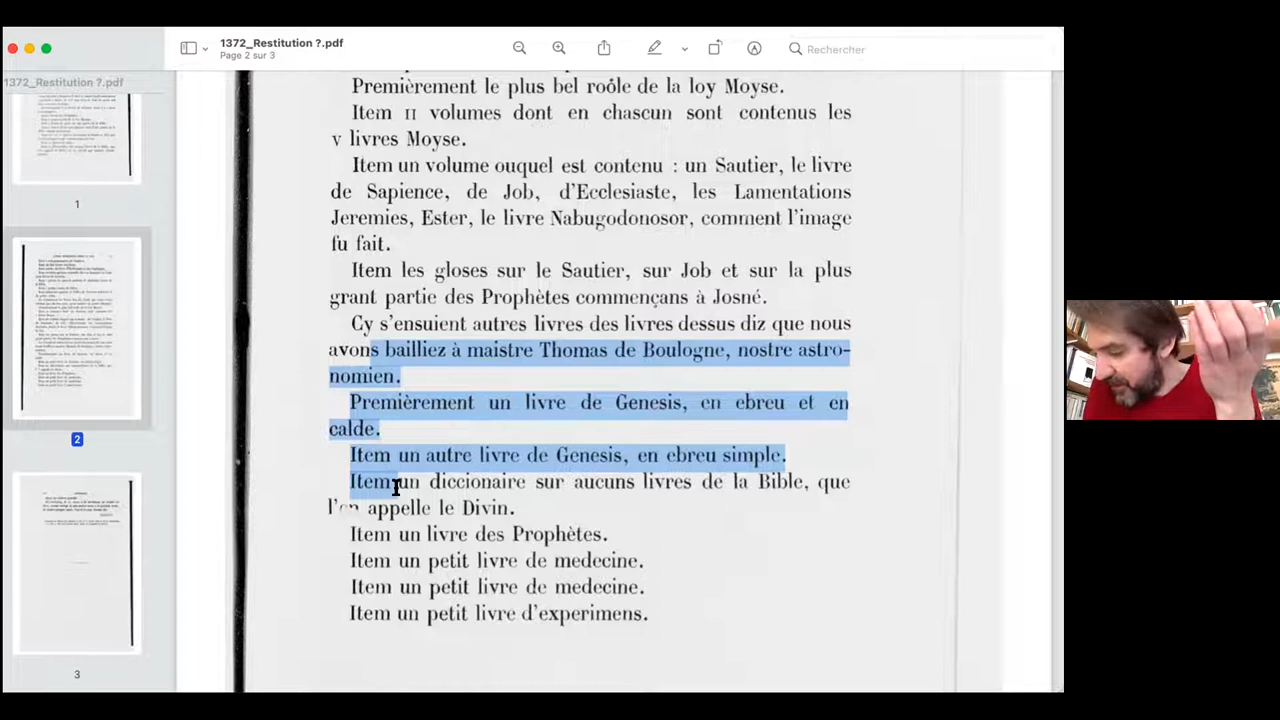 1372_Restitution ?.pdf
Page 2 sur 3
Rechercher
1372_Restitution ?.pdf
1
2
3
Premièrement le plus bel roôle de la loy Moyse.
Item II volumes dont en chascun sont contenus les
V livres Moyse.
Item un volume ouquel est contenu : un Sautier, le livre
de Sapience, de Job, d'Ecclesiaste, les Lamentations
Jeremies, Ester, le livre Nabugodonosor, comment l'image
fu fait.
Item les gloses sur le Sautier, sur Job et sur la plus
grant partie des Prophètes commençans à Josné.
Cy s'ensuient autres livres des livres dessus diz que nous
avons bailliez à maistre Thomas de Boulogne, nostre astro-
nomien.
Premièrement un livre de Genesis, en ebreu et en
calde.
Item un autre livre de Genesis, en ebreu simple.
Item un diccionaire sur aucuns livres de la Bible, que
l'on appelle le Divin.
Item un livre des Prophètes.
Item un petit livre de medecine.
Item un petit livre de medecine.
Item un petit livre d'experimens.